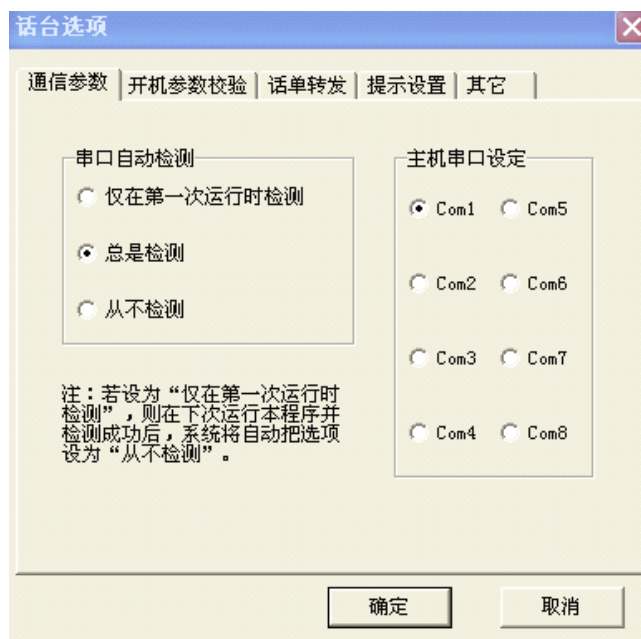 话台选项
通信参数 开机参数校验 话单转发 提示设置 其它
串口自动检测
仅在第一次运行时检测
总是检测
从不检测
注：若设为“仅在第一次运行时
检测”，则在下次运行本程序并
检测成功后，系统将自动把选项
设为“从不检测”。
主机串口设定
Com1 Com5
Com2 Com6
Com3 Com7
Com4 Com8
确定 取消